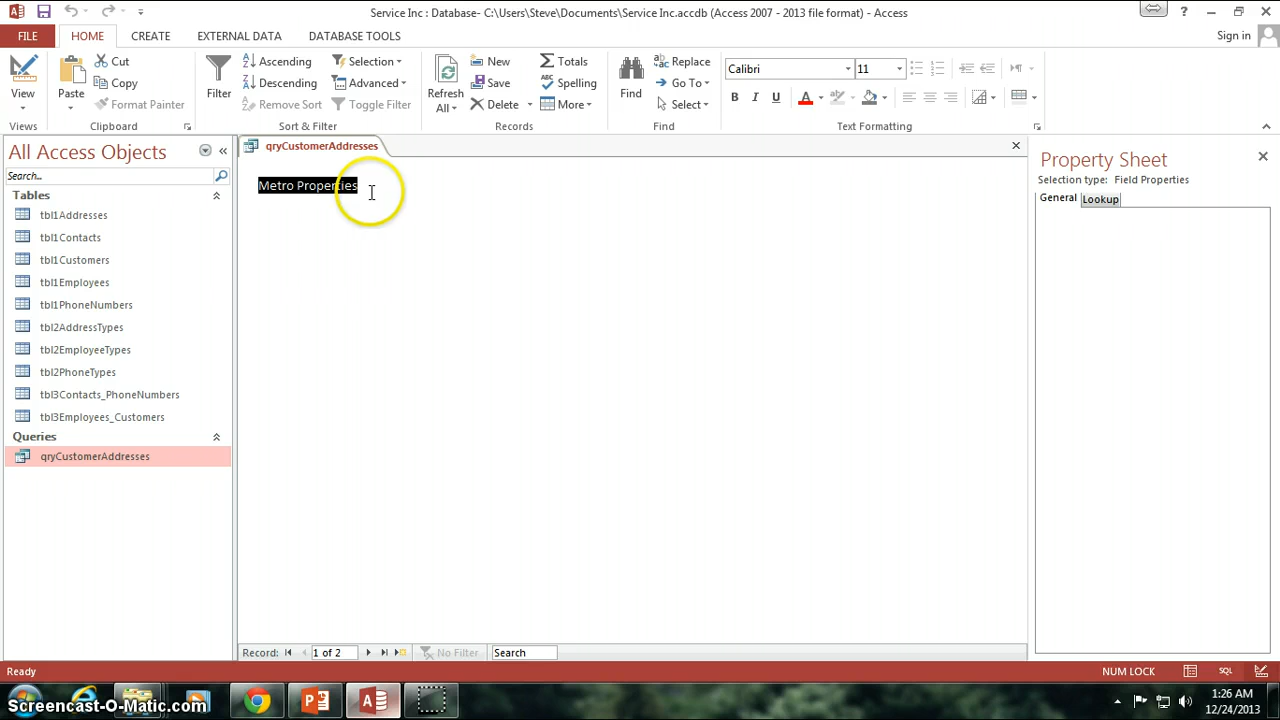 Service Inc : Database- C:\Users\Steve\Documents\Service Inc.accdb (Access 2007 - 2013 file format) - Access
FILE HOME CREATE EXTERNAL DATA DATABASE TOOLS Sign in
View
Views
Paste
Cut
Copy
Format Painter
Clipboard
Filter
Ascending
Descending
Remove Sort
Selection
Advanced
Toggle Filter
Sort & Filter
Refresh
All
New
Save
Delete
Totals
Spelling
More
Records
Find
Replace
Go To
Select
Find
Calibri 11
B I U A
Text Formatting
All Access Objects
Search...
Tables
tbl1Addresses
tbl1Contacts
tbl1Customers
tbl1Employees
tbl1PhoneNumbers
tbl2AddressTypes
tbl2EmployeeTypes
tbl2PhoneTypes
tbl3Contacts_PhoneNumbers
tbl3Employees_Customers
Queries
qryCustomerAddresses
qryCustomerAddresses
Metro Properties
Record: 1 of 2 No Filter Search
Property Sheet
Selection type: Field Properties
General Lookup
Ready NUM LOCK SQL
Screencast-O-Matic.com
1:26 AM
12/24/2013